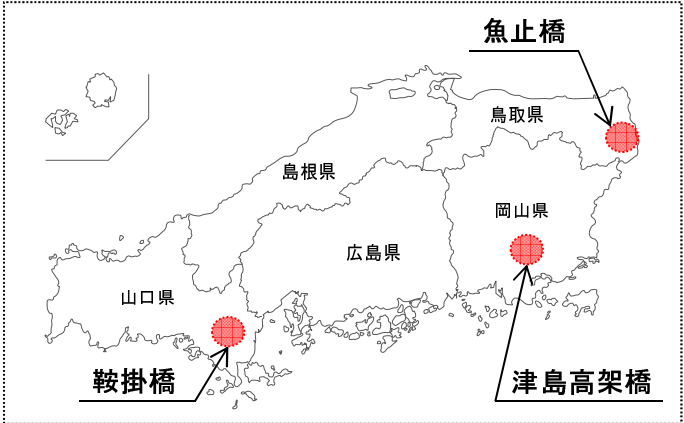 魚止橋
鳥取県
島根県
岡山県
広島県
山口県
鞍掛橋
津島高架橋